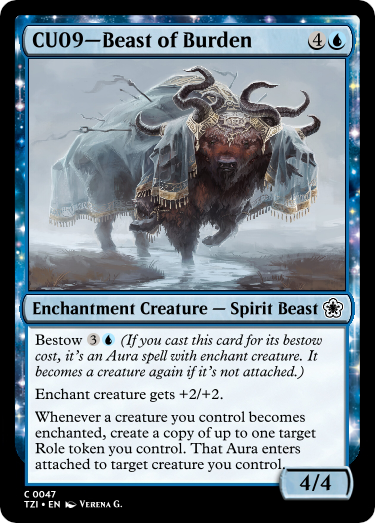 CU09—Beast of Burden 4
Enchantment Creature — Spirit Beast
Bestow 3 (If you cast this card for its bestow
cost, it's an Aura spell with enchant creature. It
becomes a creature again if it's not attached.)
Enchant creature gets +2/+2.
Whenever a creature you control becomes
enchanted, create a copy of up to one target
Role token you control. That Aura enters
attached to target creature you control.
4/4
C 0047
TZI • EN Verena G.